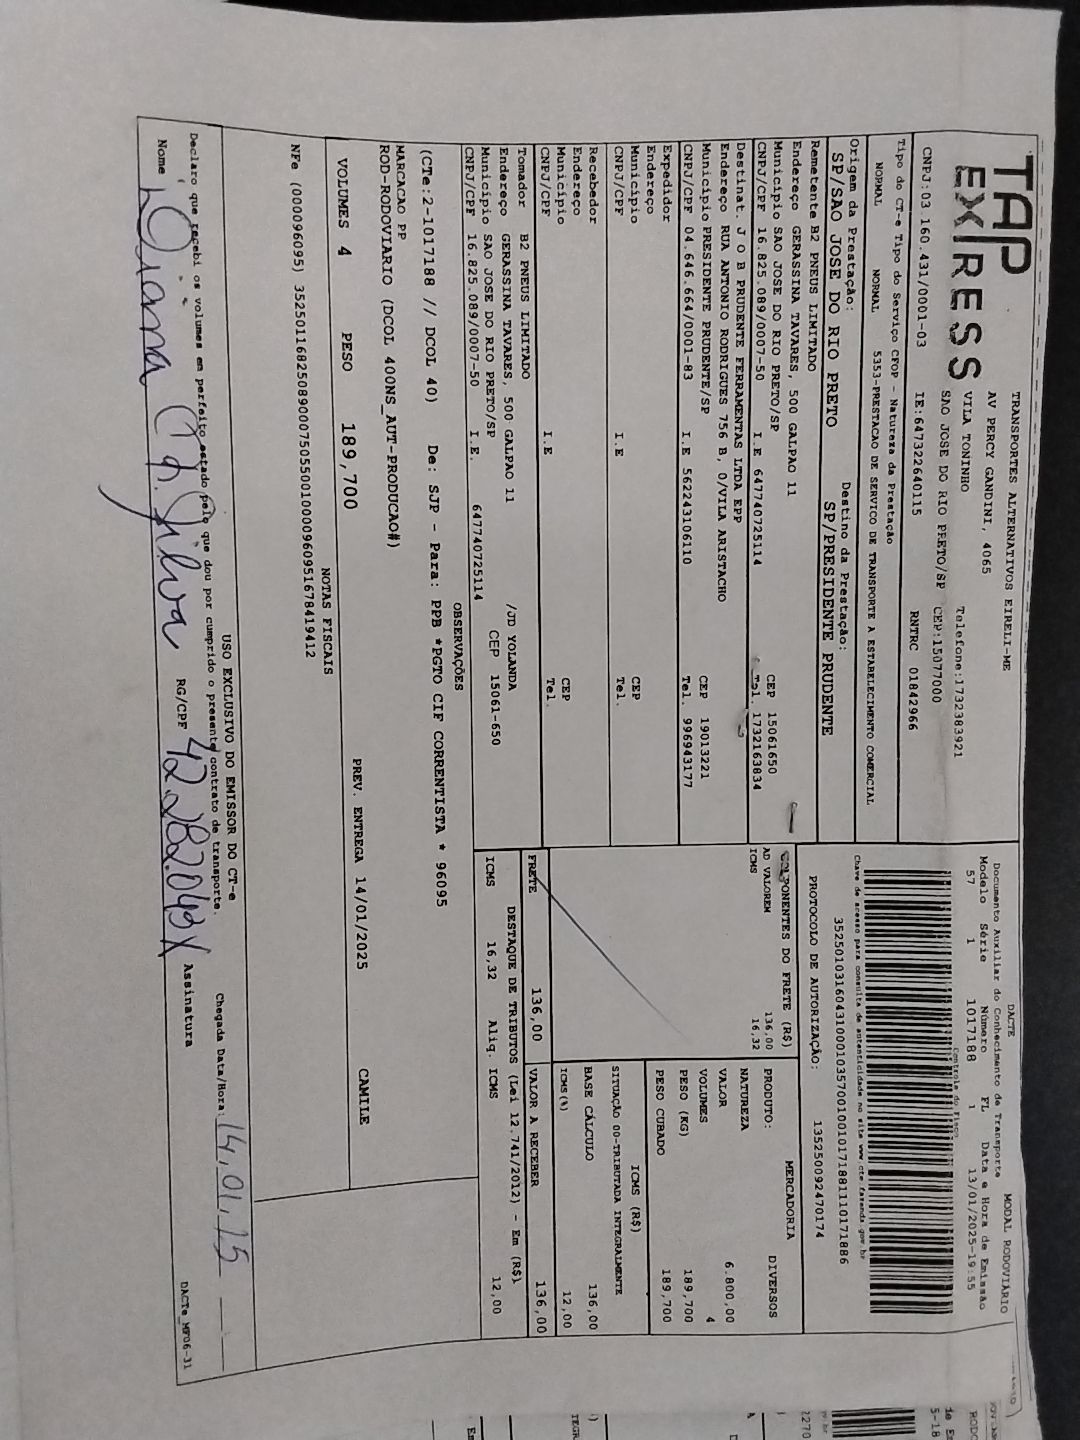 TAP
EXPRESS
TRANSPORTES ALTERNATIVOS EIRELI-ME
AV PERCY GANDINI, 4065
VILA TONINHO Telefone:1732383921
SAO JOSE DO RIO PRETO/SP CEP:15077000
CNPJ:03 160.431/0001-03 IE:647322640115 RNTRC 01842966
Tipo do CT-e Tipo do Serviço CFOP - Natureza da Prestação
NORMAL NORMAL 5353-PRESTACAO DE SERVICO DE TRANSPORTE A ESTABELECIMENTO COMERCIAL
Origem da Prestação: Destino da Prestação:
SP/SAO JOSE DO RIO PRETO SP/PRESIDENTE PRUDENTE
Remetente B2 PNEUS LIMITADO
Endereço GERASSINA TAVARES, 500 GALPAO 11
Município SAO JOSE DO RIO PRETO/SP CEP 15061650
CNPJ/CPF 16.825.089/0007-50 I.E 647740725114 Tel. 1732163834
Destinat. J O B PRUDENTE FERRAMENTAS LTDA EPP
Endereço RUA ANTONIO RODRIGUES 756 B, 0/VILA ARISTACHO
Município PRESIDENTE PRUDENTE/SP CEP 19013221
CNPJ/CPF 04.646.664/0001-83 I.E 562243106110 Tel. 996943177
Expedidor
Endereço
Município CEP
CNPJ/CPF I.E Tel.
Recebedor
Endereço
Município CEP
CNPJ/CPF I.E Tel.
Tomador B2 PNEUS LIMITADO
Endereço GERASSINA TAVARES, 500 GALPAO 11 /JD YOLANDA
Município SAO JOSE DO RIO PRETO/SP CEP 15061-650
CNPJ/CPF 16.825.089/0007-50 I.E. 647740725114
DACTE MODAL RODOVIÁRIO
Documento Auxiliar do Conhecimento de Transporte
Modelo Série Número FL Data e Hora de Emissão
57 1 1017188 1 13/01/2025-19:55
Controle do Fisco
Chave de acesso para consulta de autenticidade no site www.cte.fazenda.gov.br
35250103160431000103570010010171881110171886
PROTOCOLO DE AUTORIZAÇÃO: 135250092470174
COMPONENTES DO FRETE (R$)
AD VALOREM 136,00
ICMS 16,32
MERCADORIA
PRODUTO: DIVERSOS
NATUREZA
VALOR 6.800,00
VOLUMES 4
PESO (KG) 189,700
PESO CUBADO 189,700
ICMS (R$)
SITUAÇÃO 00-TRIBUTADA INTEGRALMENTE
BASE CÁLCULO 136,00
ICMS(%) 12,00
FRETE 136,00 VALOR A RECEBER 136,00
DESTAQUE DE TRIBUTOS (Lei 12.741/2012) - Em (R$)
ICMS 16,32 Aliq. ICMS 12,00
OBSERVAÇÕES
(CTe:2-1017188 // DCOL 40) De: SJP - Para: PPB *PGTO CIF CORRENTISTA * 96095
MARCACAO PP
ROD-RODOVIARIO (DCOL 400NS_AUT-PRODUCAO#)
VOLUMES 4 PESO 189,700 PREV. ENTREGA 14/01/2025 CAMILE
NOTAS FISCAIS
NFe (000096095) 35250116825089000750550010000960951678419412
USO EXCLUSIVO DO EMISSOR DO CT-e
Declaro que recebi os volumes em perfeito estado pelo que dou por cumprido o presente contrato de transporte. Chegada Data/Hora: 14,01,15
Nome Diana Silva RG/CPF 42.282.043X Assinatura
DACTe_MF06-31